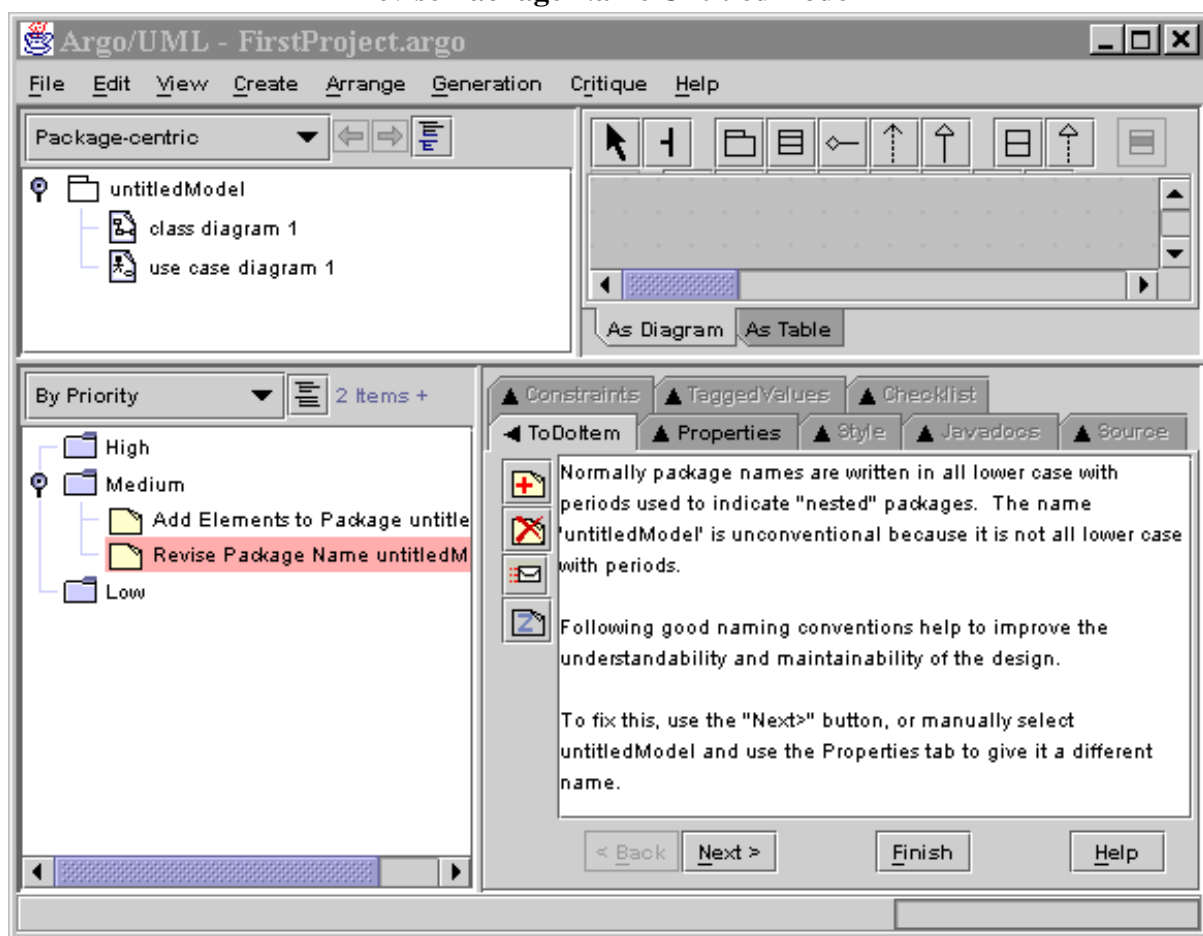 Argo/UML - FirstProject.argo
File Edit View Create Arrange Generation Critique Help
Package-centric
untitledModel
class diagram 1
use case diagram 1
As Diagram As Table
By Priority 2 Items +
High
Medium
Add Elements to Package untitle
Revise Package Name untitledM
Low
Constraints TaggedValues Checklist
ToDoItem Properties Style Javadocs Source
Normally package names are written in all lower case with
periods used to indicate "nested" packages. The name
'untitledModel' is unconventional because it is not all lower case
with periods.
Following good naming conventions help to improve the
understandability and maintainability of the design.
To fix this, use the "Next>" button, or manually select
untitledModel and use the Properties tab to give it a different
name.
< Back Next > Finish Help